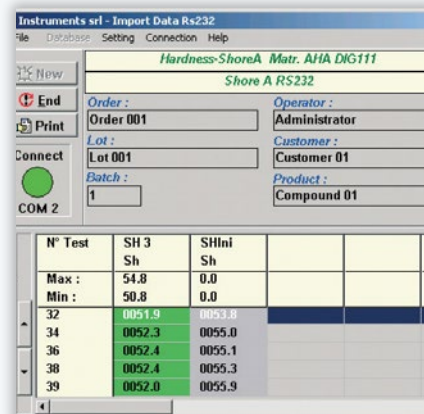 Instruments srl - Import Data Rs232
File Database Setting Connection Help
Hardness-ShoreA Matr. AHA DIG111
Shore A RS232
New
End
Print
Connect
COM 2
Order : Operator :
Order 001 Administrator
Lot : Customer :
Lot 001 Customer 01
Batch : Product :
1 Compound 01
N° Test SH 3 SHIni
Sh Sh
Max : 54.8 0.0
Min : 50.8 0.0
32 0051.9 0053.8
34 0052.3 0055.0
36 0052.4 0055.1
38 0052.4 0055.3
39 0052.0 0055.9